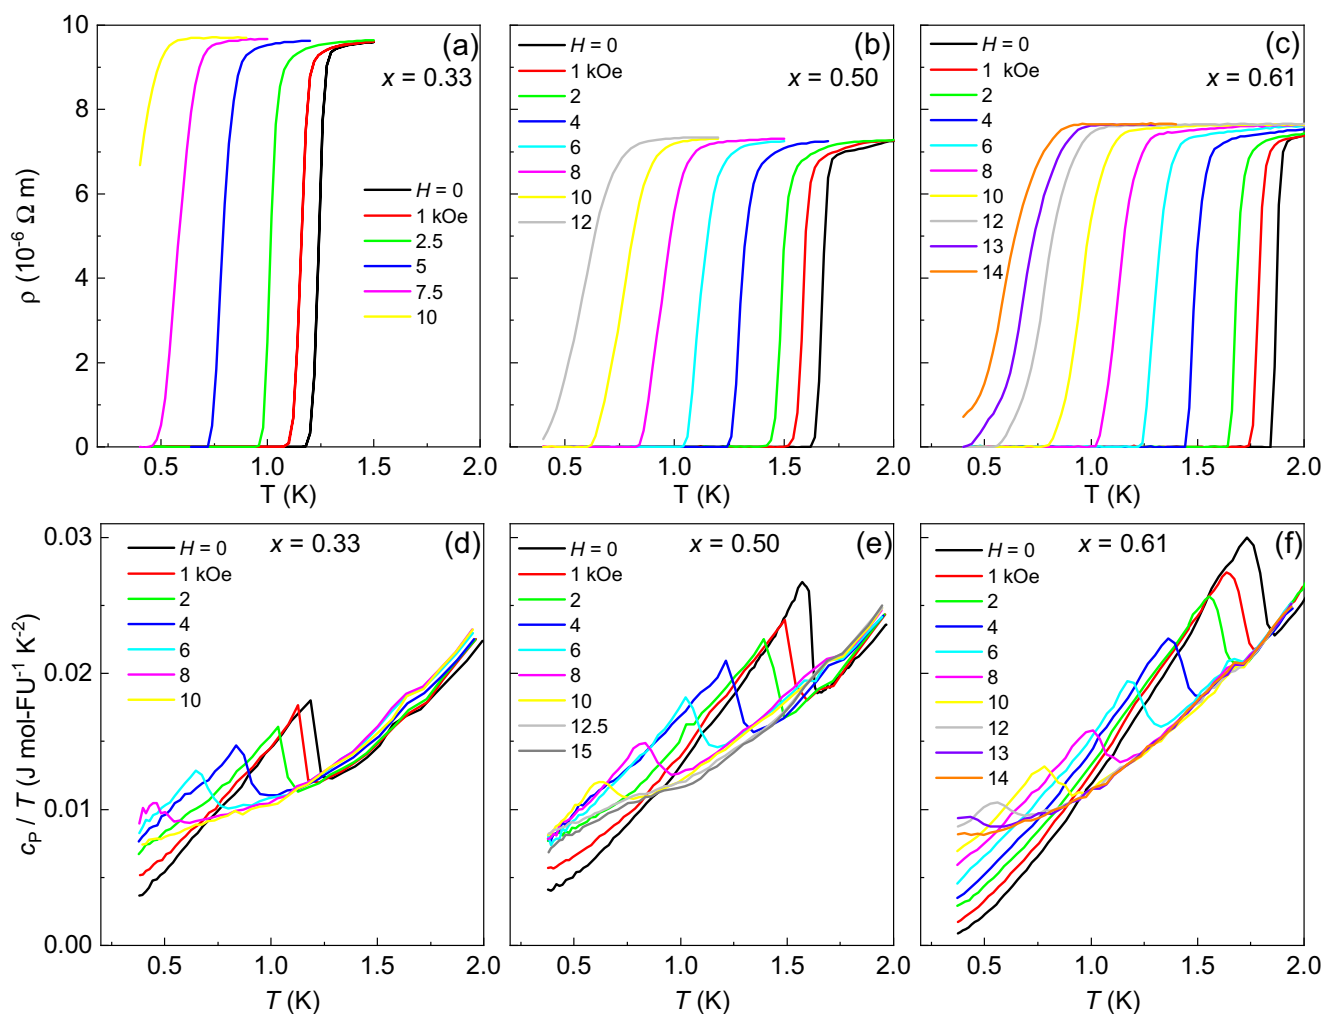 10
8
6
4
2
0
ρ (10⁻⁶ Ω m)
(a)
x = 0.33
H = 0
1 kOe
2.5
5
7.5
10
0.5 1.0 1.5 2.0
T (K)
(b)
x = 0.50
H = 0
1 kOe
2
4
6
8
10
12
0.5 1.0 1.5 2.0
T (K)
(c)
x = 0.61
H = 0
1 kOe
2
4
6
8
10
12
13
14
0.5 1.0 1.5 2.0
T (K)
0.03
0.02
0.01
0.00
cP / T (J mol-FU⁻¹ K⁻²)
(d)
x = 0.33
H = 0
1 kOe
2
4
6
8
10
0.5 1.0 1.5 2.0
T (K)
(e)
x = 0.50
H = 0
1 kOe
2
4
6
8
10
12.5
15
0.5 1.0 1.5 2.0
T (K)
(f)
x = 0.61
H = 0
1 kOe
2
4
6
8
10
12
13
14
0.5 1.0 1.5 2.0
T (K)